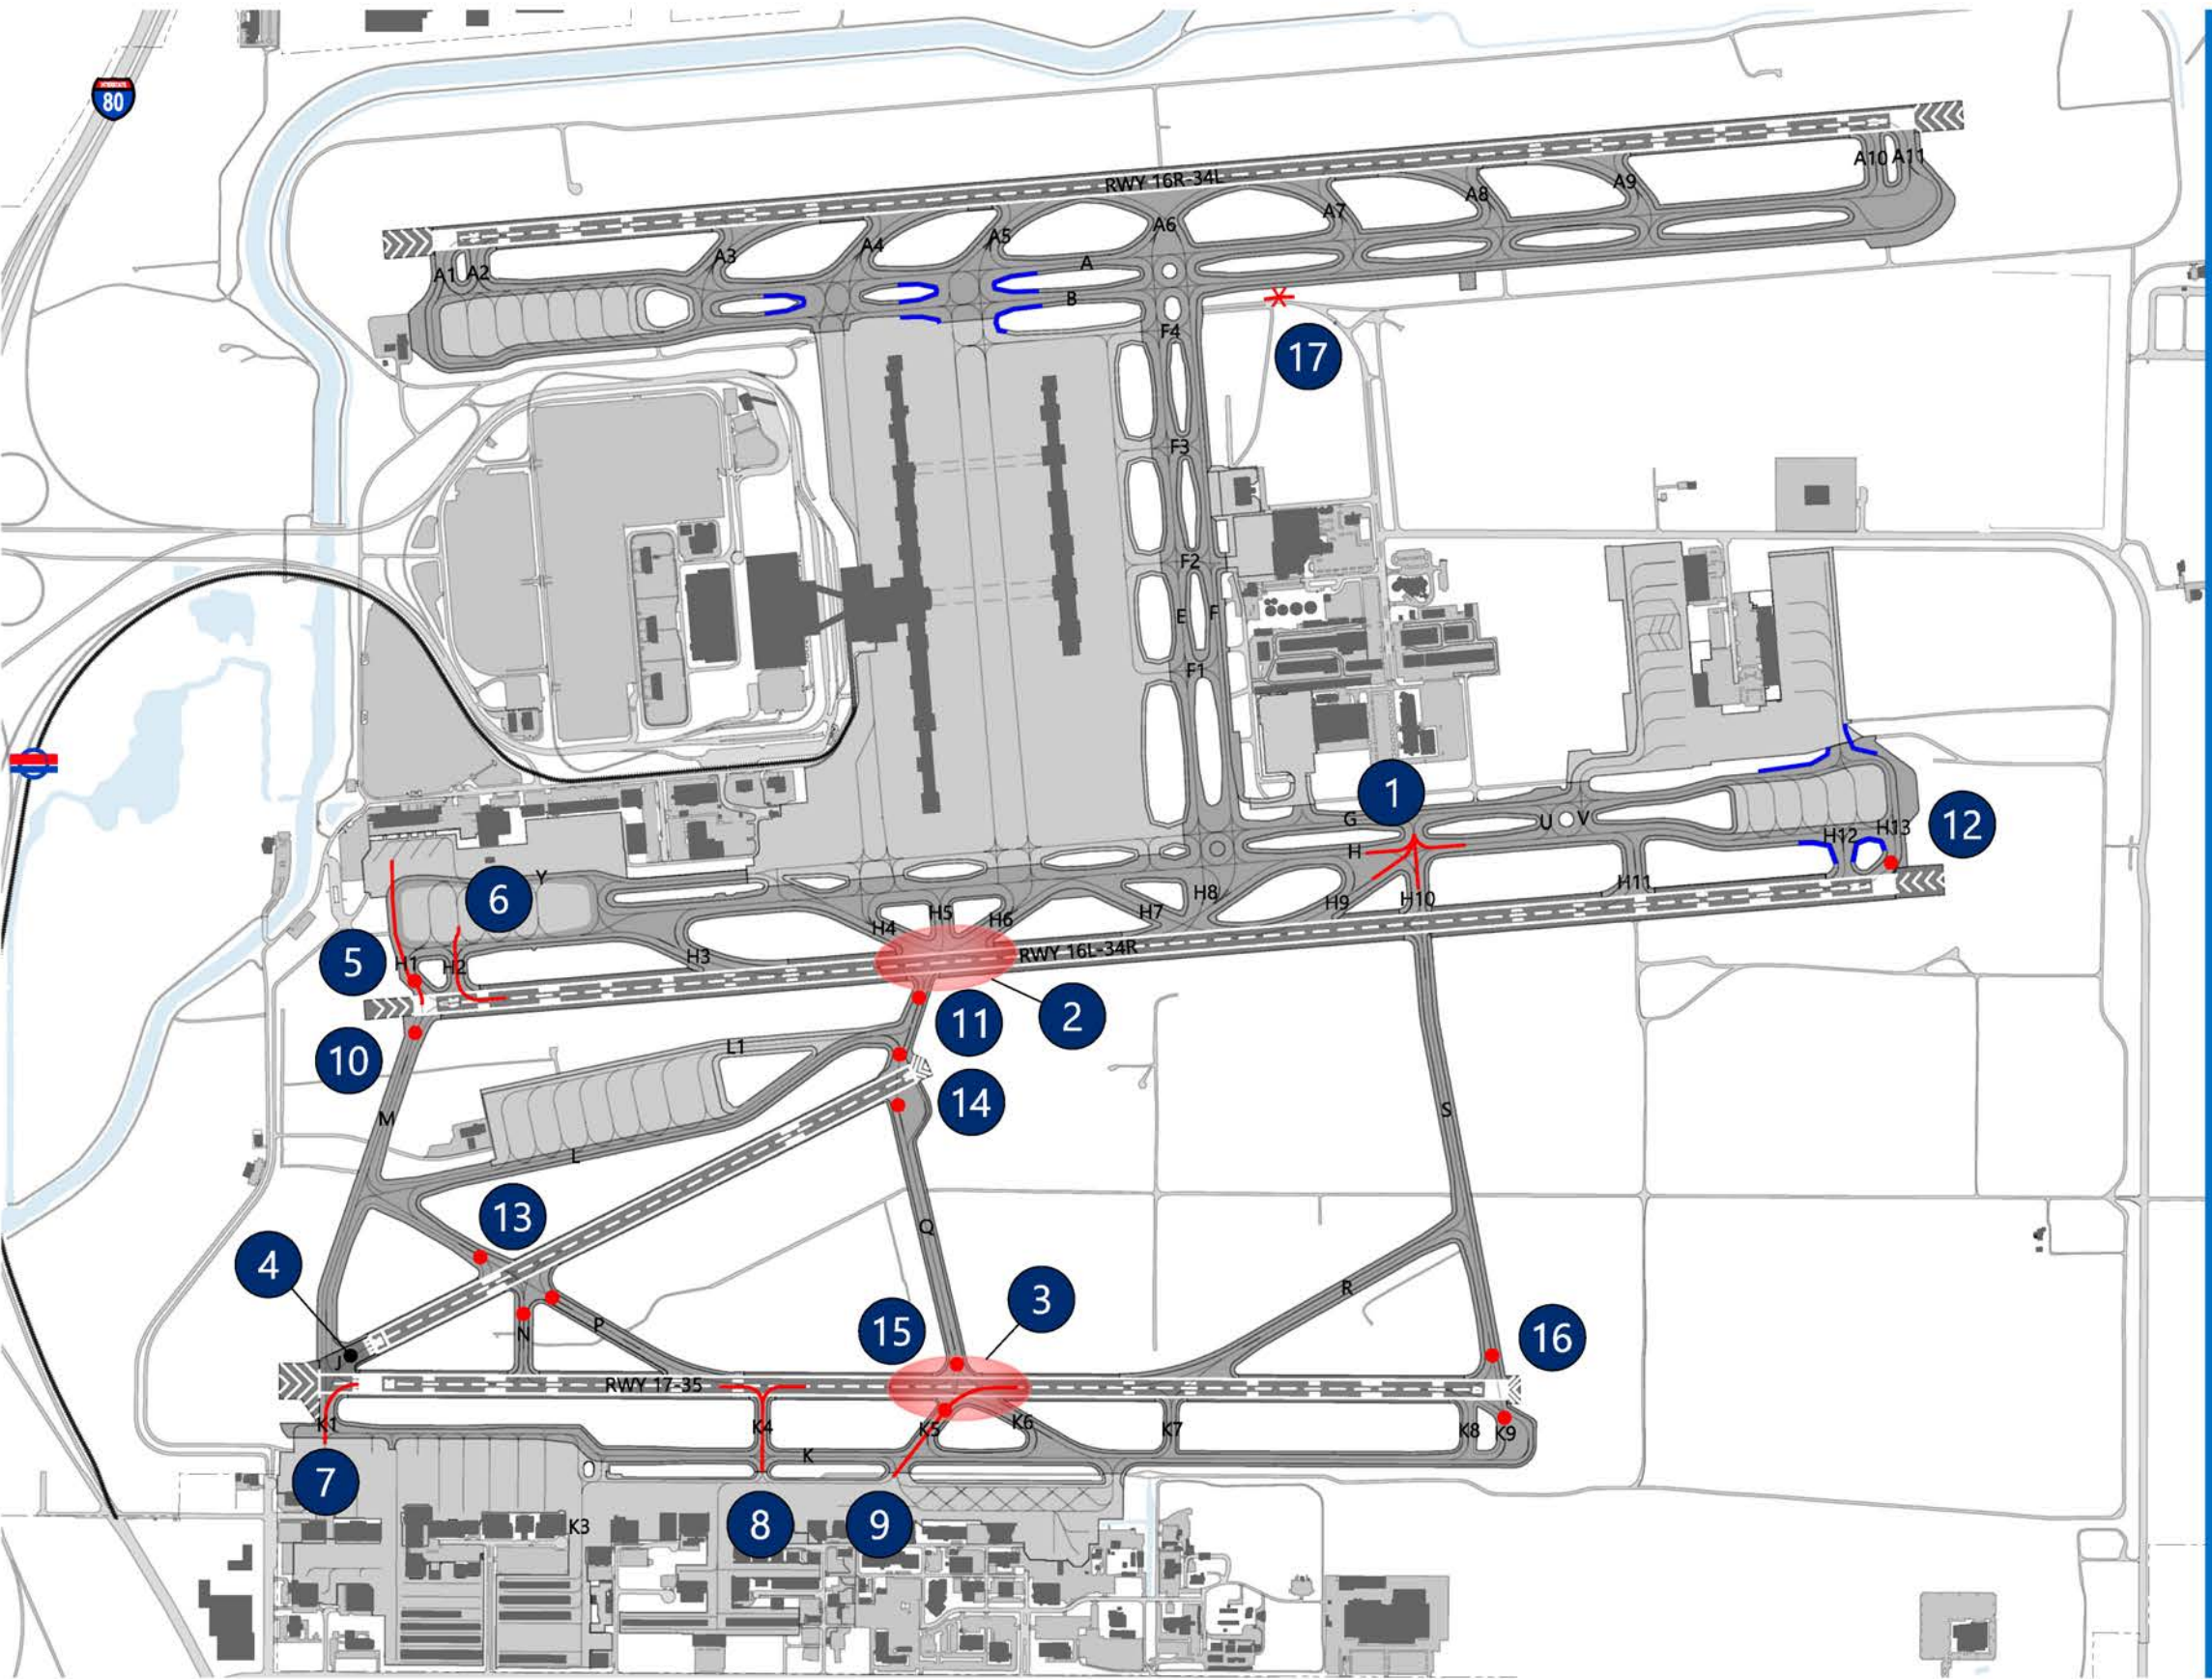 INTERSTATE
80
A10 A11
A9
RWY 16R-34L
A8
A7
A6
A5
A4
A3
A1 A2
A
B
F4
17
F3
F2
E F
F1
1
G
U V
H
H12 H13
12
Y
6
H11
H10
H9
H8
H7
H6
H5
H4
H3
RWY 16L-34R
5
H1 H2
11
2
10
L1
14
M
S
L
13
Q
4
3
R
15
16
P
N
J
RWY 17-35
K1
K4
K5
K6
K7
K8
K9
K
7
8
9
K3